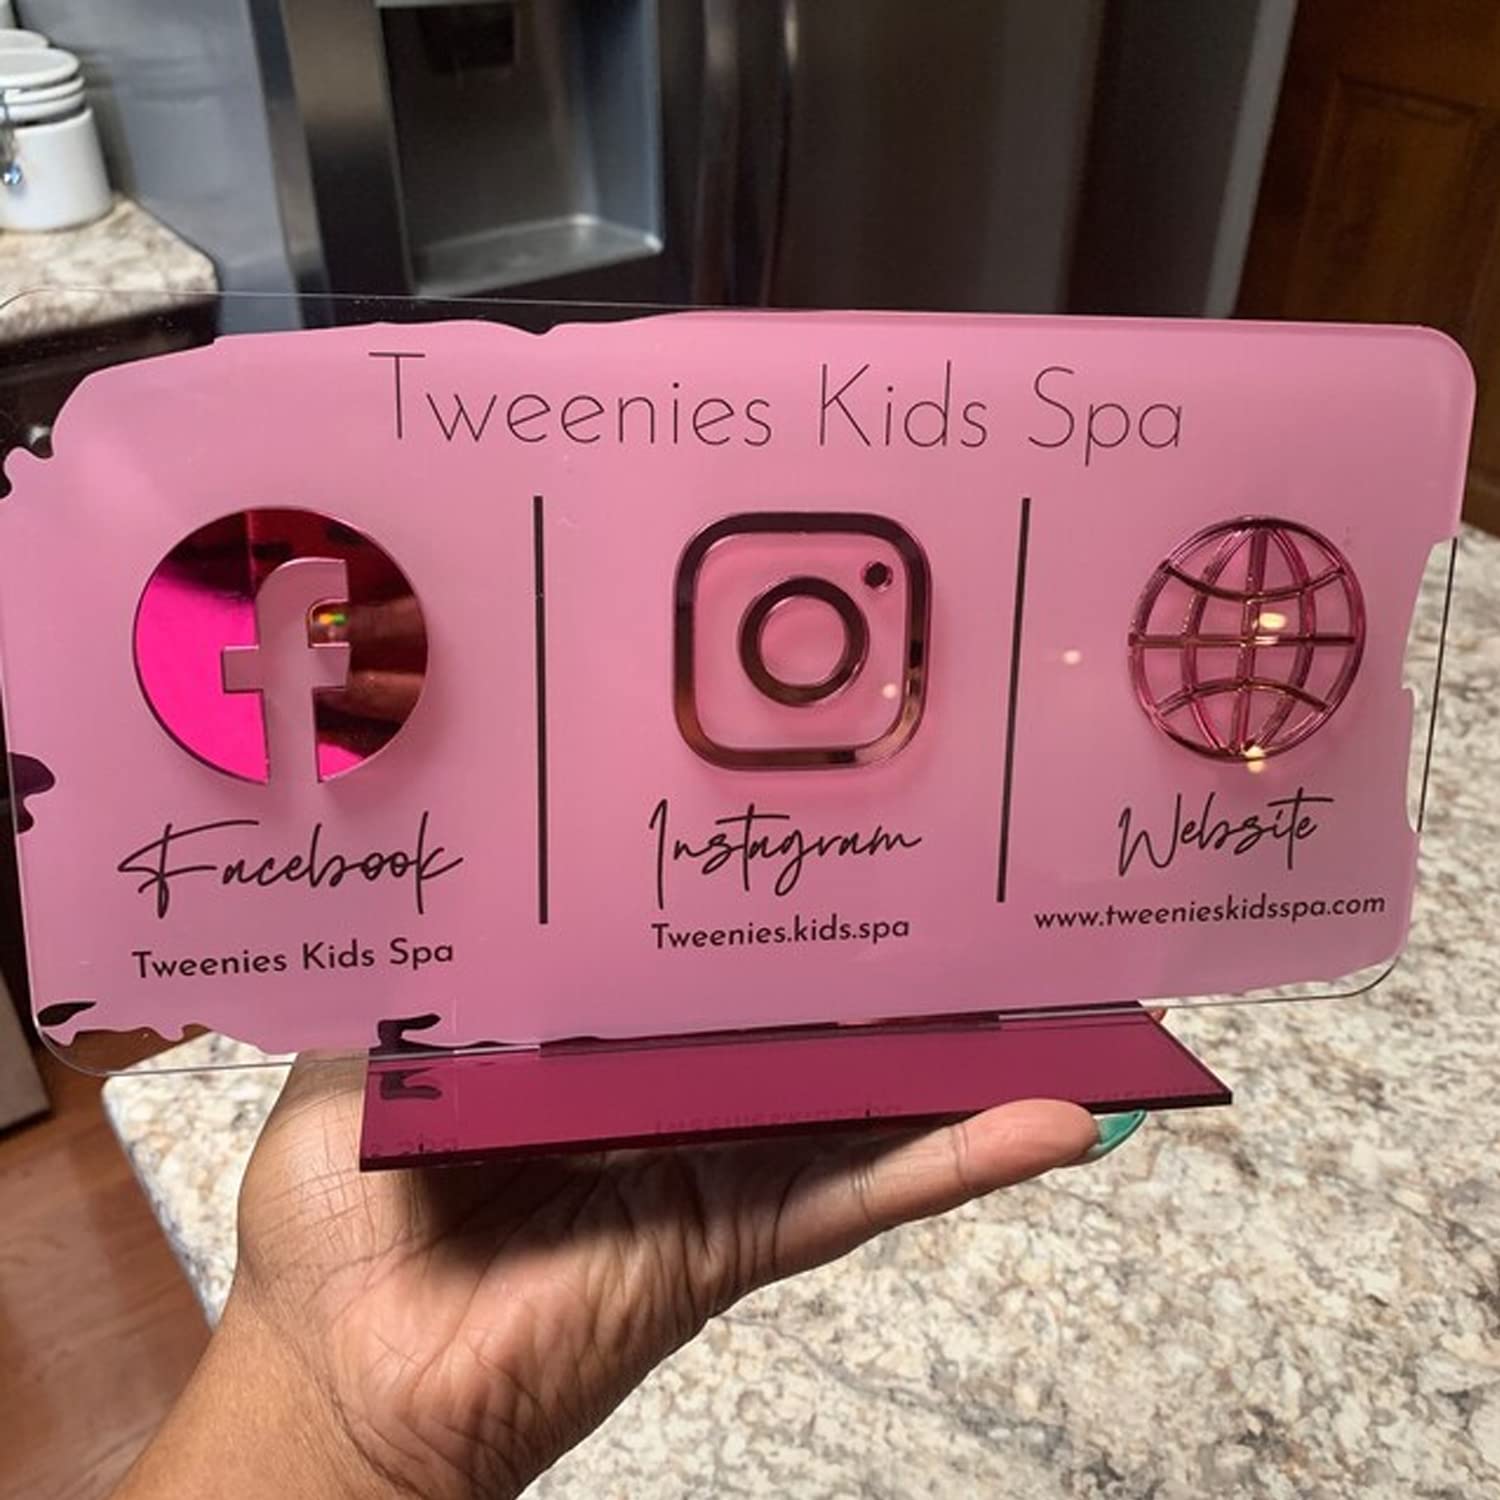 Tweenies Kids Spa
Facebook
Tweenies Kids Spa
Instagram
Tweenies.kids.spa
Website
www.tweenieskidsspa.com